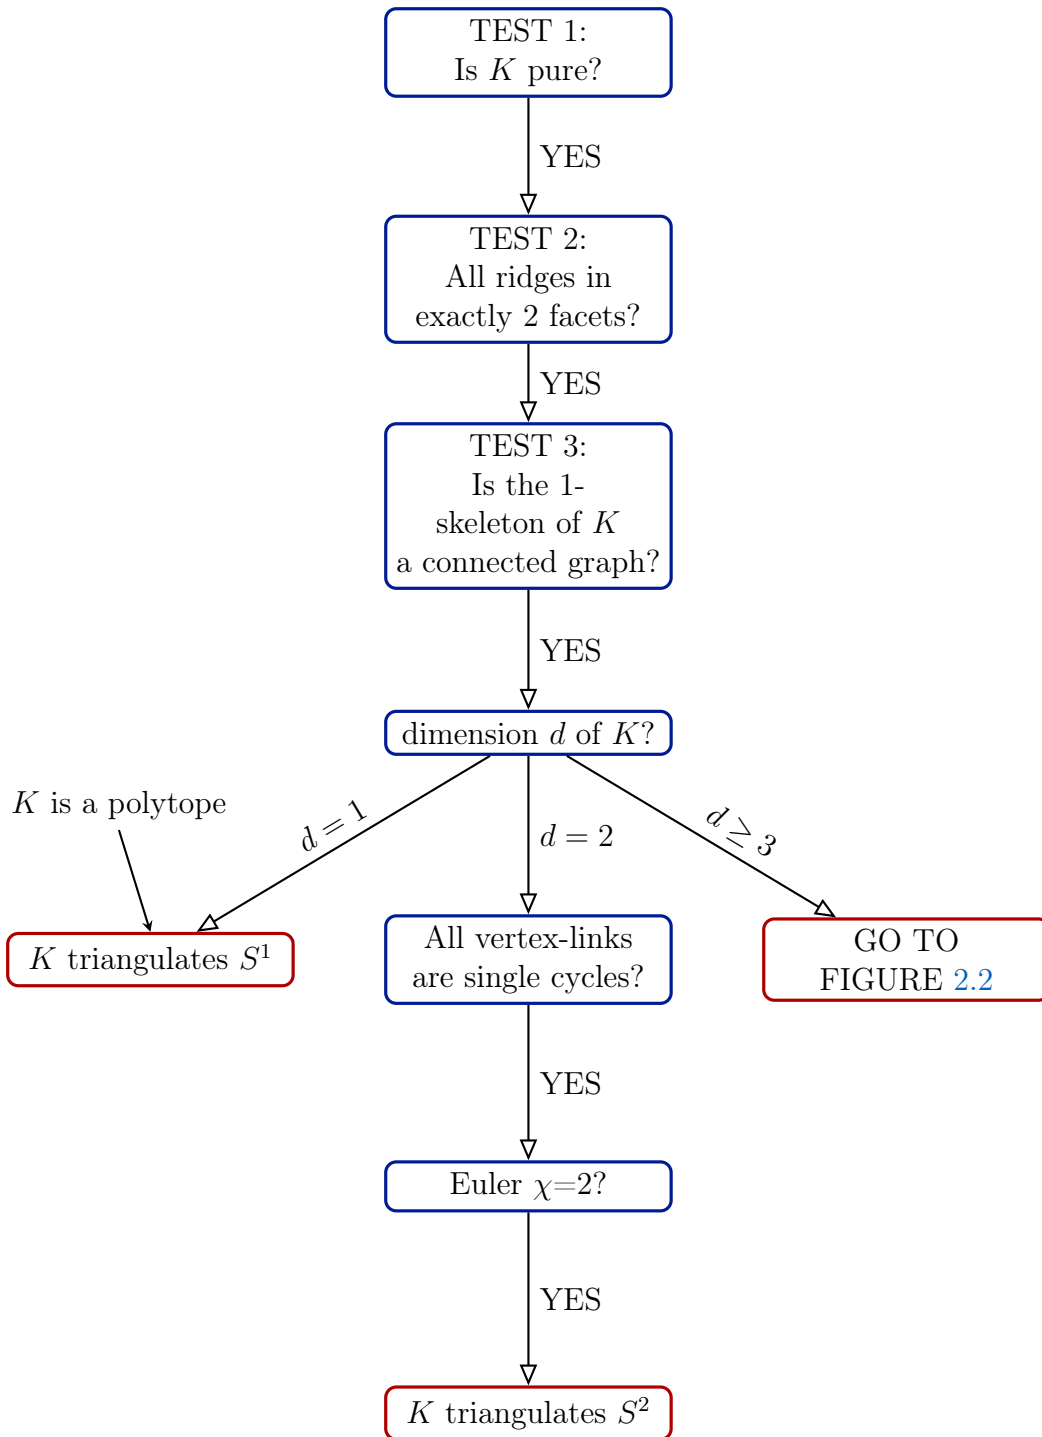 TEST 1:
Is K pure?
YES
TEST 2:
All ridges in
exactly 2 facets?
YES
TEST 3:
Is the 1-
skeleton of K
a connected graph?
YES
dimension d of K?
K is a polytope
d = 1
d = 2
d ≥ 3
K triangulates S¹
All vertex-links
are single cycles?
GO TO
FIGURE 2.2
YES
Euler χ=2?
YES
K triangulates S²